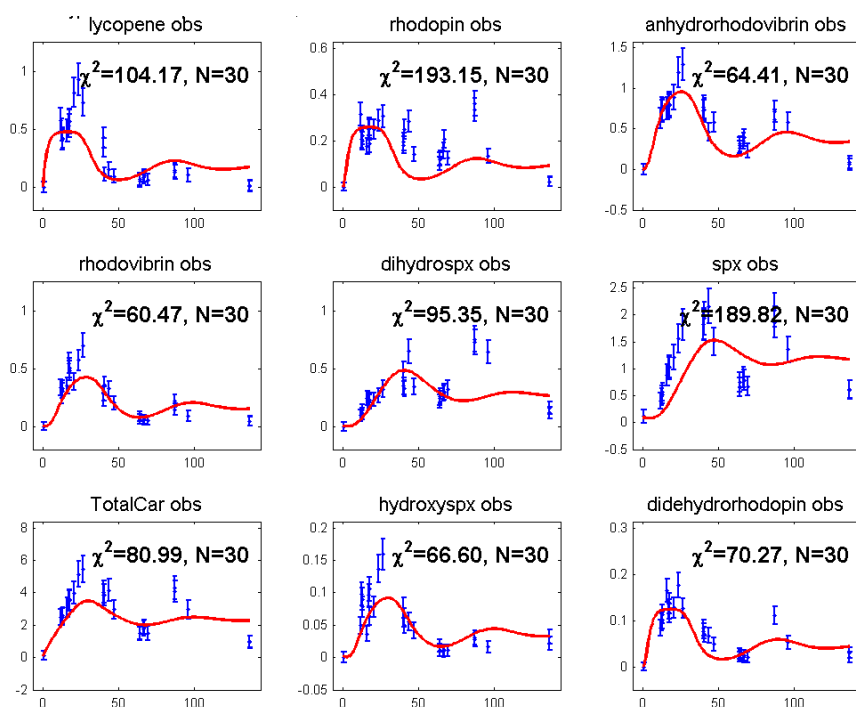 lycopene obs
χ²=104.17, N=30
1
0.5
0
0 50 100
rhodopin obs
χ²=193.15, N=30
0.6
0.4
0.2
0
0 50 100
anhydrorhodovibrin obs
χ²=64.41, N=30
1.5
1
0.5
0
-0.5
0 50 100
rhodovibrin obs
χ²=60.47, N=30
1
0.5
0
0 50 100
dihydrospx obs
χ²=95.35, N=30
1
0.5
0
0 50 100
spx obs
χ²=189.82, N=30
2.5
2
1.5
1
0.5
0
-0.5
0 50 100
TotalCar obs
χ²=80.99, N=30
8
6
4
2
0
-2
0 50 100
hydroxyspx obs
χ²=66.60, N=30
0.2
0.15
0.1
0.05
0
-0.05
0 50 100
didehydrorhodopin obs
χ²=70.27, N=30
0.3
0.2
0.1
0
0 50 100